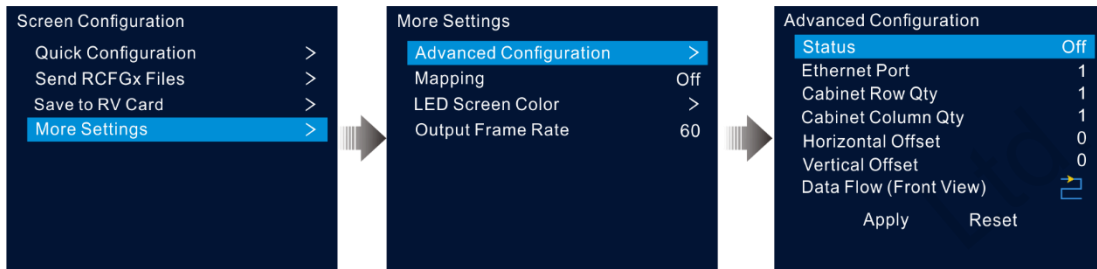 Screen Configuration
Quick Configuration >
Send RCFGx Files >
Save to RV Card >
More Settings >
More Settings
Advanced Configuration >
Mapping Off
LED Screen Color >
Output Frame Rate 60
Advanced Configuration
Status Off
Ethernet Port 1
Cabinet Row Qty 1
Cabinet Column Qty 1
Horizontal Offset 0
Vertical Offset 0
Data Flow (Front View)
Apply Reset
Ltd